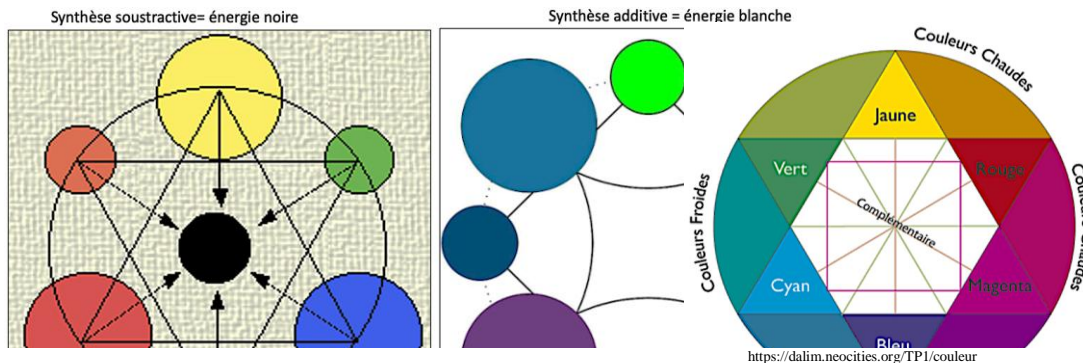 Synthèse soustractive= énergie noire
Synthèse additive = énergie blanche
Couleurs Chaudes
Jaune
Vert
Rouge
Couleurs Froides
Complémentaire
Cyan
Magenta
Bleu
https://dalim.neocities.org/TP1/couleur